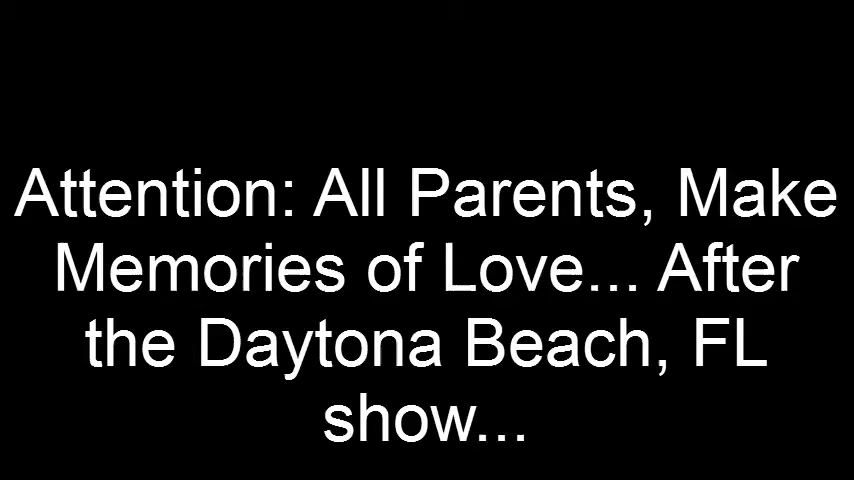 Attention: All Parents, Make
Memories of Love... After
the Daytona Beach, FL
show...